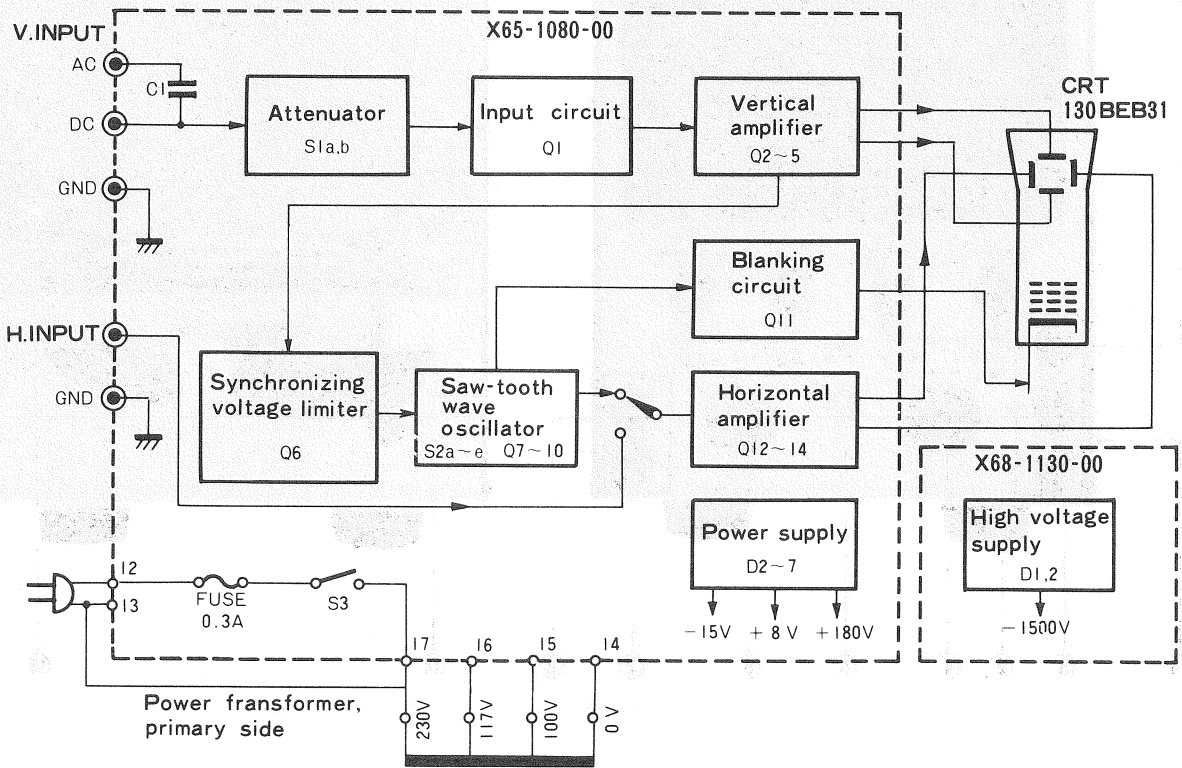 X65-1080-00
V.INPUT
AC
C1
DC
GND
Attenuator
S1a,b
Input circuit
Q1
Vertical
amplifier
Q2~5
CRT
130BEB31
Blanking
circuit
Q11
H.INPUT
GND
Synchronizing
voltage limiter
Q6
Saw-tooth
wave
oscillator
S2a~e Q7~10
Horizontal
amplifier
Q12~14
X68-1130-00
Power supply
D2~7
-15V +8V +180V
High voltage
supply
D1,2
-1500V
12
13
FUSE
0.3A
S3
17 16 15 14
Power fransformer,
primary side
230V 117V 100V 0V